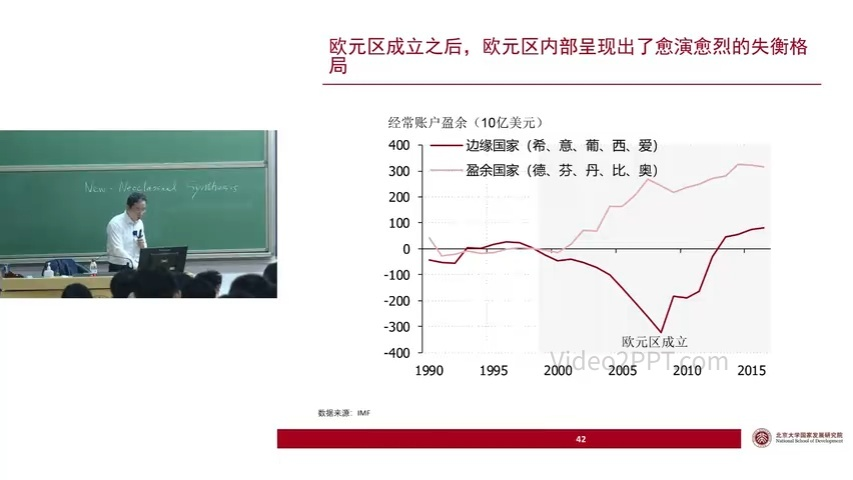 欧元区成立之后，欧元区内部呈现出了愈演愈烈的失衡格
局
New-Neoclassical Synthesis
经常账户盈余（10亿美元）
边缘国家（希、意、葡、西、爱）
盈余国家（德、芬、丹、比、奥）
400
300
200
100
0
-100
-200
-300
-400
欧元区成立
1990 1995 2000 2005 2010 2015
Video2PPT.com
数据来源：IMF
42
北京大学国家发展研究院
National School of Development